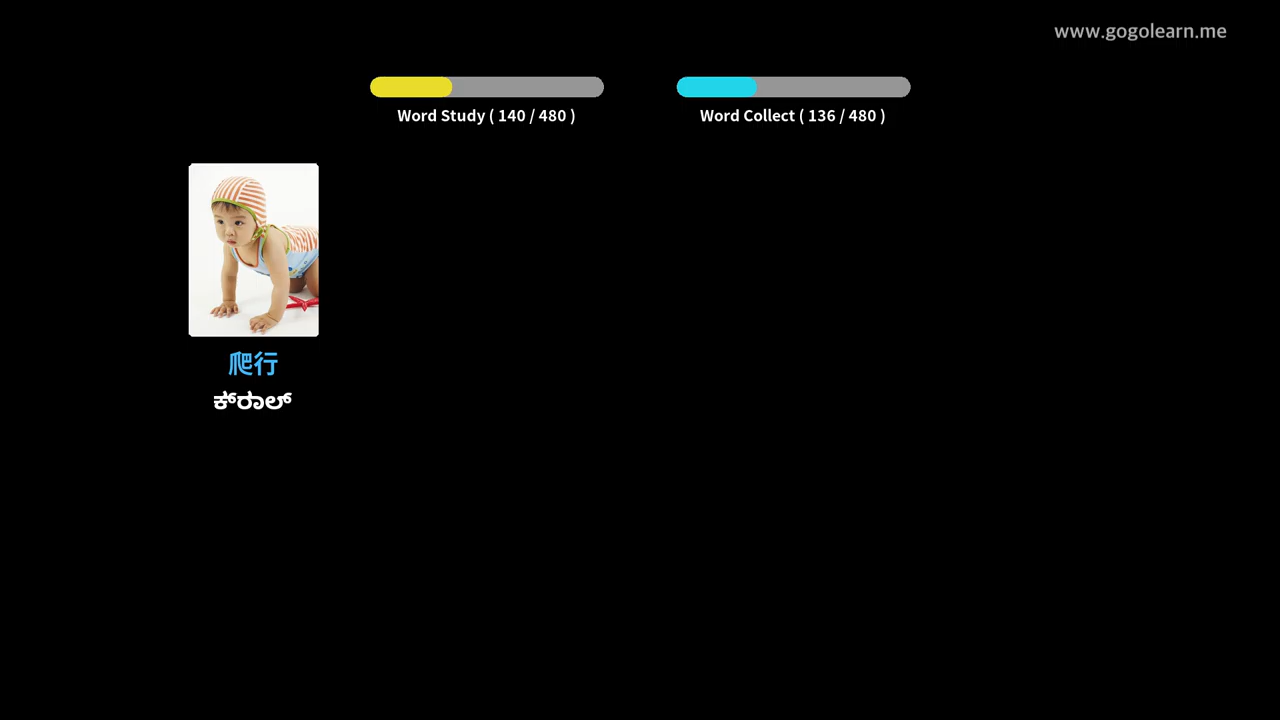 www.gogolearn.me
Word Study ( 140 / 480 )
Word Collect ( 136 / 480 )
爬行
ಕ್‌ರಾಲ್